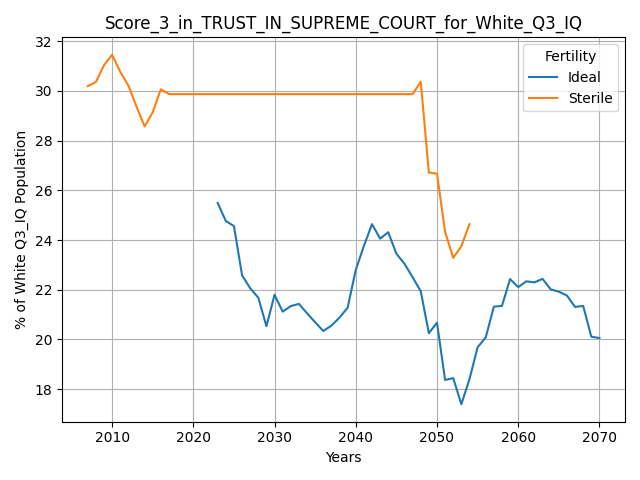 Score_3_in_TRUST_IN_SUPREME_COURT_for_White_Q3_IQ
Fertility
Ideal
Sterile
% of White Q3_IQ Population
32
30
28
26
24
22
20
18
2010
2020
2030
2040
2050
2060
2070
Years